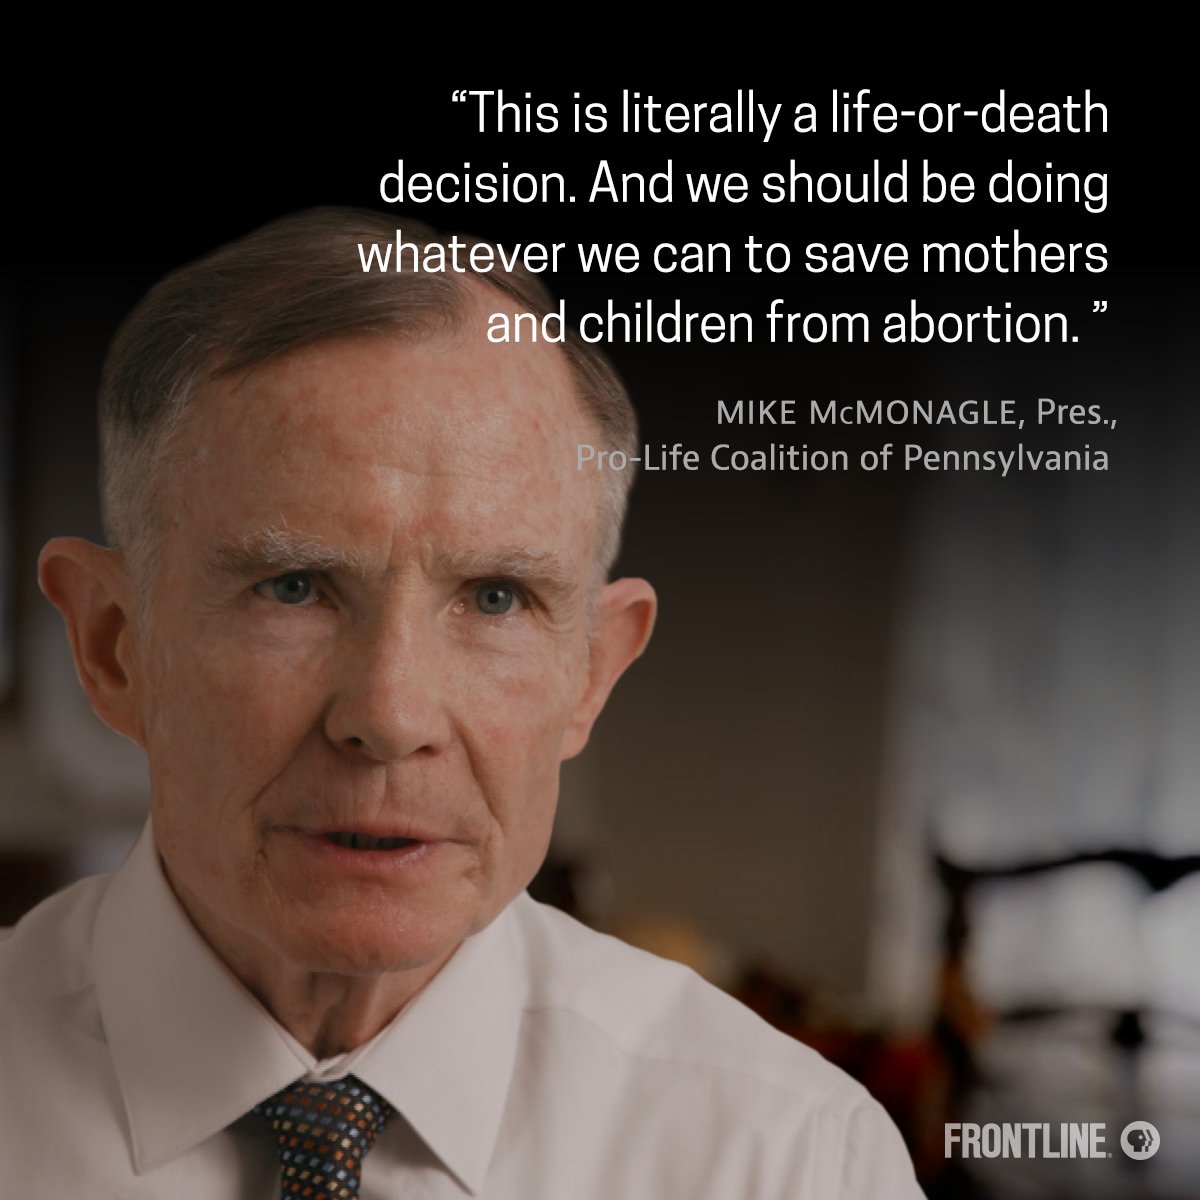 “This is literally a life-or-death
decision. And we should be doing
whatever we can to save mothers
and children from abortion. ”
MIKE McMONAGLE, Pres.,
Pro-Life Coalition of Pennsylvania
FRONTLINE